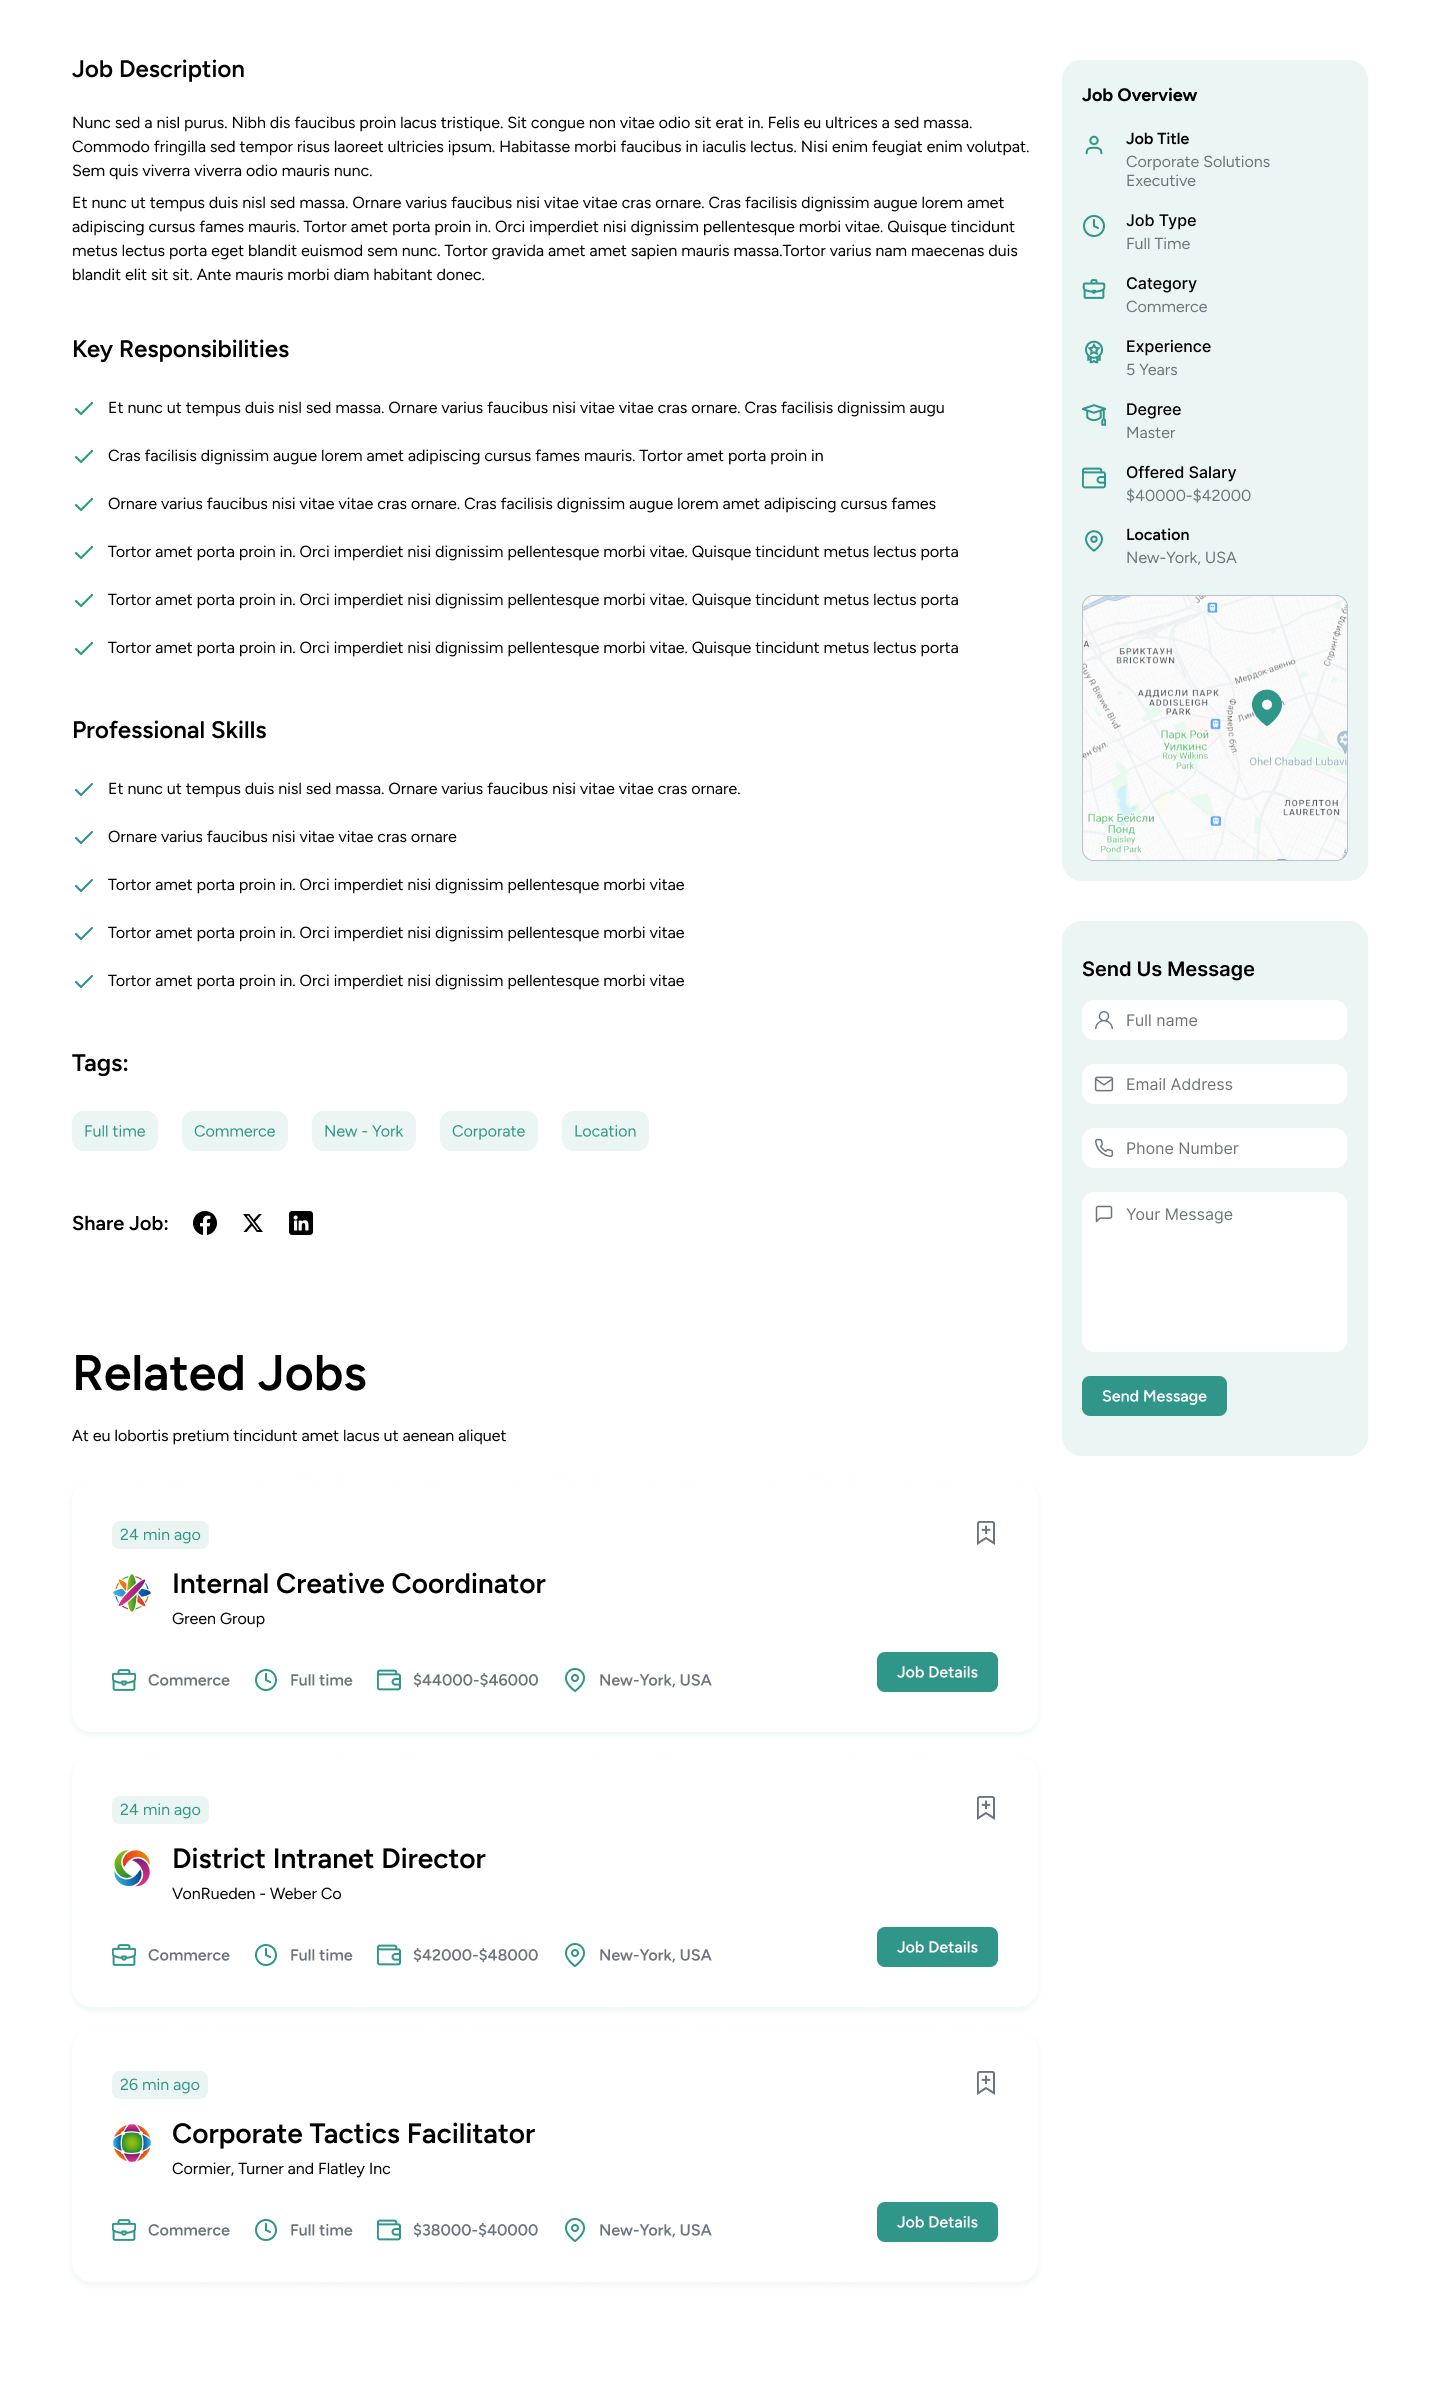 Job Description
Nunc sed a nisl purus. Nibh dis faucibus proin lacus tristique. Sit congue non vitae odio sit erat in. Felis eu ultrices a sed massa.
Commodo fringilla sed tempor risus laoreet ultricies ipsum. Habitasse morbi faucibus in iaculis lectus. Nisi enim feugiat enim volutpat.
Sem quis viverra viverra odio mauris nunc.
Et nunc ut tempus duis nisl sed massa. Ornare varius faucibus nisi vitae vitae cras ornare. Cras facilisis dignissim augue lorem amet
adipiscing cursus fames mauris. Tortor amet porta proin in. Orci imperdiet nisi dignissim pellentesque morbi vitae. Quisque tincidunt
metus lectus porta eget blandit euismod sem nunc. Tortor gravida amet amet sapien mauris massa.Tortor varius nam maecenas duis
blandit elit sit sit. Ante mauris morbi diam habitant donec.
Key Responsibilities
Et nunc ut tempus duis nisl sed massa. Ornare varius faucibus nisi vitae vitae cras ornare. Cras facilisis dignissim augu
Cras facilisis dignissim augue lorem amet adipiscing cursus fames mauris. Tortor amet porta proin in
Ornare varius faucibus nisi vitae vitae cras ornare. Cras facilisis dignissim augue lorem amet adipiscing cursus fames
Tortor amet porta proin in. Orci imperdiet nisi dignissim pellentesque morbi vitae. Quisque tincidunt metus lectus porta
Tortor amet porta proin in. Orci imperdiet nisi dignissim pellentesque morbi vitae. Quisque tincidunt metus lectus porta
Tortor amet porta proin in. Orci imperdiet nisi dignissim pellentesque morbi vitae. Quisque tincidunt metus lectus porta
Professional Skills
Et nunc ut tempus duis nisl sed massa. Ornare varius faucibus nisi vitae vitae cras ornare.
Ornare varius faucibus nisi vitae vitae cras ornare
Tortor amet porta proin in. Orci imperdiet nisi dignissim pellentesque morbi vitae
Tortor amet porta proin in. Orci imperdiet nisi dignissim pellentesque morbi vitae
Tortor amet porta proin in. Orci imperdiet nisi dignissim pellentesque morbi vitae
Tags:
Full time
Commerce
New - York
Corporate
Location
Share Job:
Related Jobs
At eu lobortis pretium tincidunt amet lacus ut aenean aliquet
24 min ago
Internal Creative Coordinator
Green Group
Commerce
Full time
$44000-$46000
New-York, USA
Job Details
24 min ago
District Intranet Director
VonRueden - Weber Co
Commerce
Full time
$42000-$48000
New-York, USA
Job Details
26 min ago
Corporate Tactics Facilitator
Cormier, Turner and Flatley Inc
Commerce
Full time
$38000-$40000
New-York, USA
Job Details
Job Overview
Job Title
Corporate Solutions
Executive
Job Type
Full Time
Category
Commerce
Experience
5 Years
Degree
Master
Offered Salary
$40000-$42000
Location
New-York, USA
БРИКТАУН
BRICKTOWN
Guy R Brewer Blvd
АДДИСЛИ ПАРК
ADDISLEIGH
PARK
Мердок-авеню
Фармерс бул.
Парк Рой
Уилкинс
Roy Wilkins
Park
Ohel Chabad Lubavi
ЛОРЕЛТОН
LAURELTON
Парк Бейсли
Понд
Baisley
Pond Park
Send Us Message
Full name
Email Address
Phone Number
Your Message
Send Message